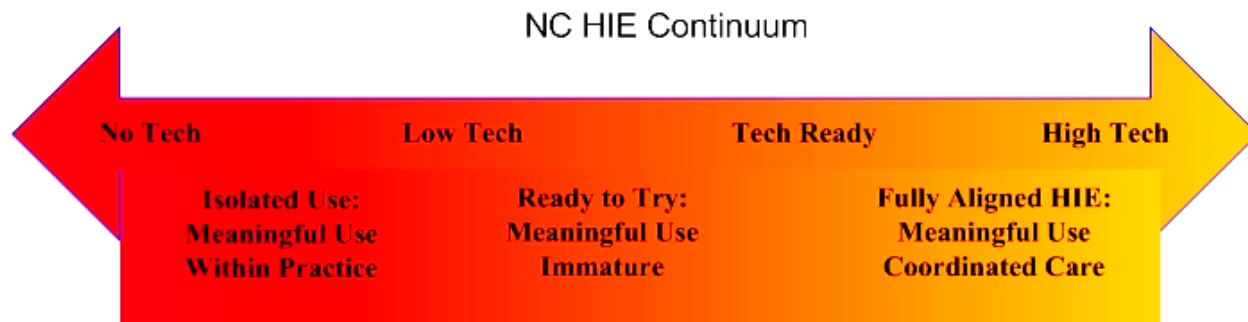 NC HIE Continuum
No Tech Low Tech Tech Ready High Tech
Isolated Use:
Meaningful Use
Within Practice
Ready to Try:
Meaningful Use
Immature
Fully Aligned HIE:
Meaningful Use
Coordinated Care